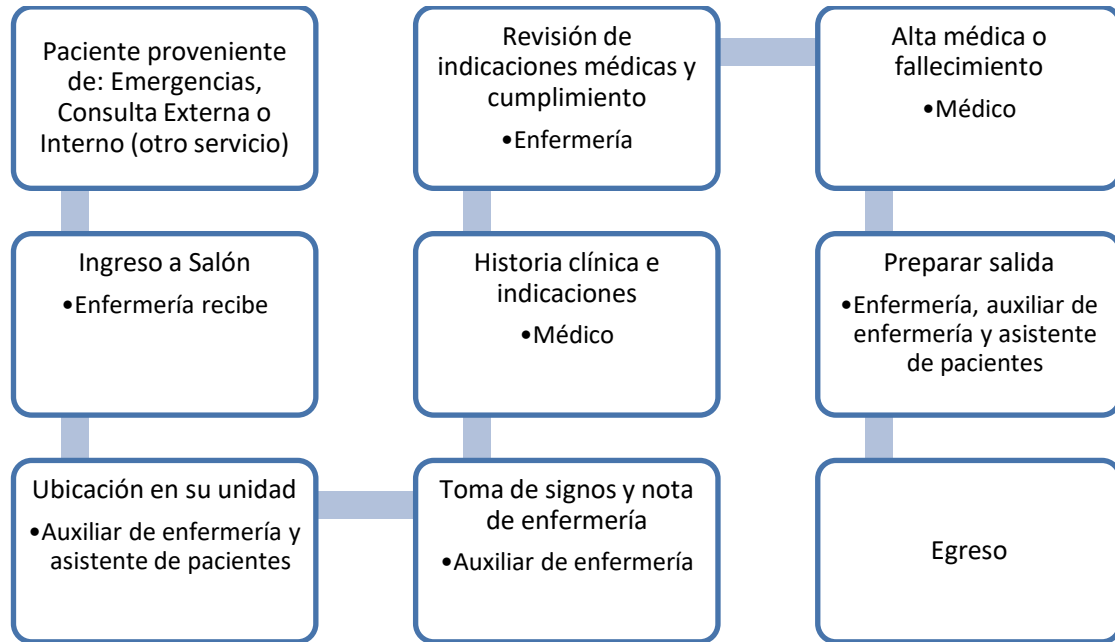 Paciente proveniente
de: Emergencias,
Consulta Externa o
Interno (otro servicio)
Ingreso a Salón
•Enfermería recibe
Ubicación en su unidad
•Auxiliar de enfermería y
asistente de pacientes
Toma de signos y nota
de enfermería
•Auxiliar de enfermería
Historia clínica e
indicaciones
•Médico
Revisión de
indicaciones médicas y
cumplimiento
•Enfermería
Alta médica o
fallecimiento
•Médico
Preparar salida
•Enfermería, auxiliar de
enfermería y asistente
de pacientes
Egreso